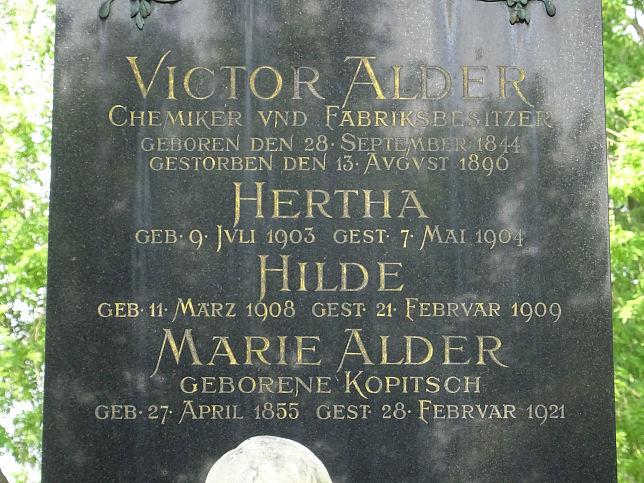 VICTOR ALDER
CHEMIKER VND FABRIKSBESITZER
GEBOREN DEN 28· SEPTEMBER 1844
GESTORBEN DEN 13· AVGVST 1896
HERTHA
GEB· 9· JVLI 1903 GEST· 7· MAI 1904
HILDE
GEB· 11· MÄRZ 1908 GEST· 21· FEBRVAR 1909
MARIE ALDER
GEBORENE KOPITSCH
GEB· 27· APRIL 1855 GEST· 28· FEBRVAR 1921